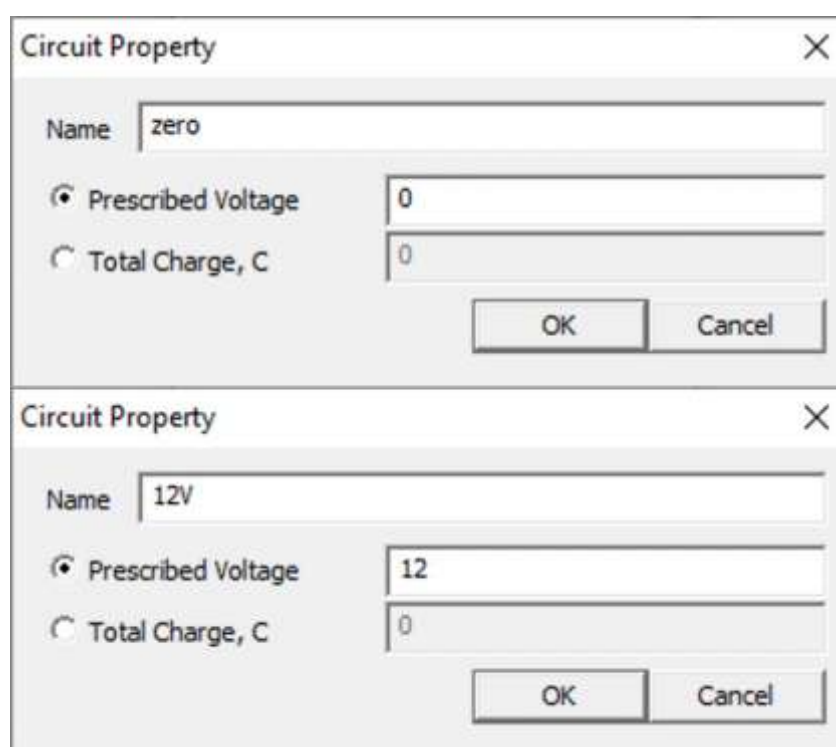 Circuit Property
Name zero
Prescribed Voltage 0
Total Charge, C 0
OK Cancel
Circuit Property
Name 12V
Prescribed Voltage 12
Total Charge, C 0
OK Cancel